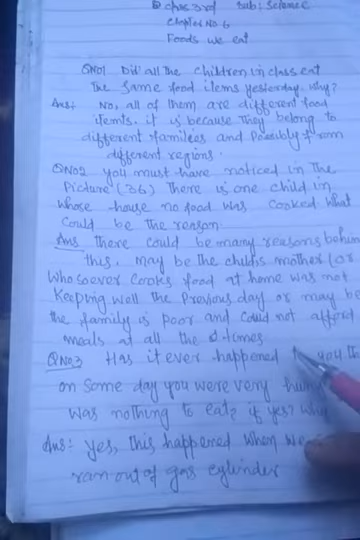 class 3rd sub: Science
Chapter No. 6
Foods we eat
QNo1 Did all the children in class eat
the same food items yesterday. Why?
Ans: No, all of them are different food
items. it is because they belong to
different families and possibly from
different regions.
QNo2 you must have noticed in the
Picture (36) There is one child in
whose house no food was cooked what
could be the reason
Ans there could be many reasons behin
this, may be the child's mother (or
whosoever cooks food at home was not
keeping well the Previous day or may be
the family is poor and could not afford
meals at all the times
QNo3 Has it ever happened to you th
on some day you were very hun
was nothing to eat? if yes? Why
Ans: yes, this happened when we
ran out of gas cylinder